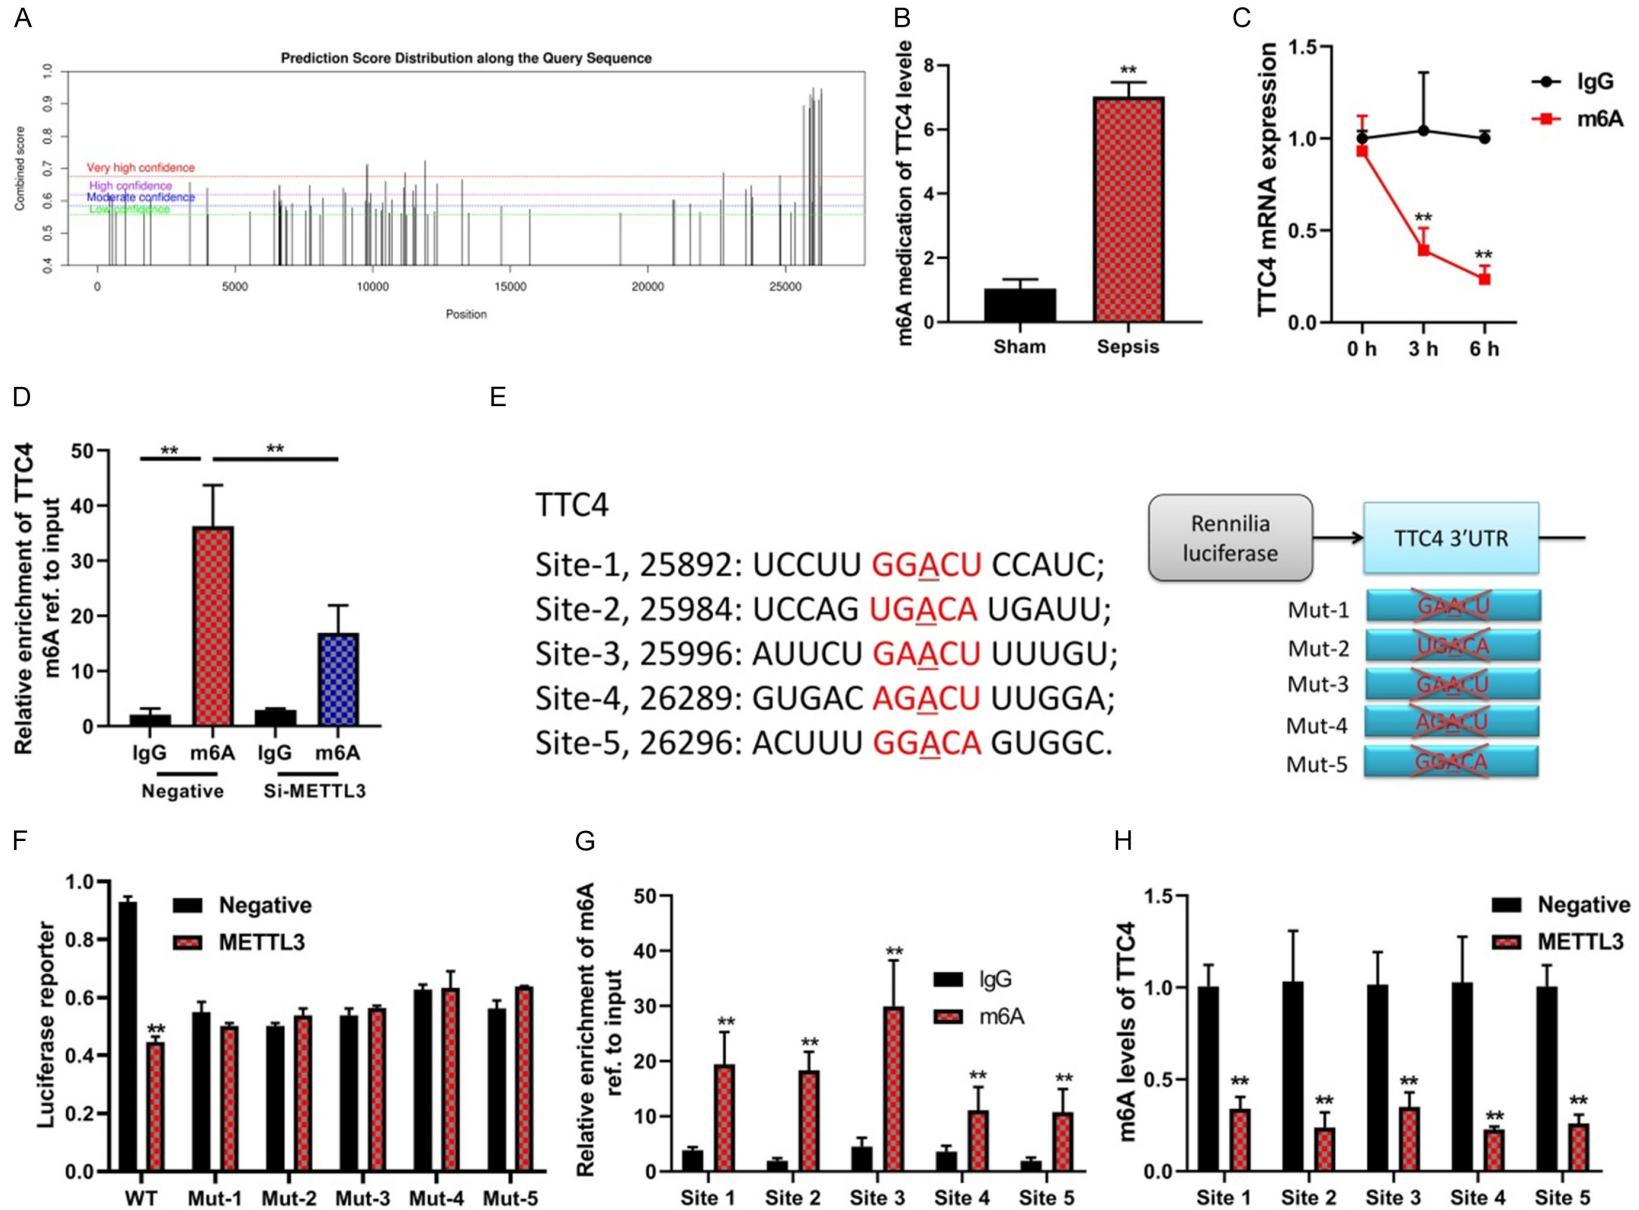 A
Prediction Score Distribution along the Query Sequence
Combined score
1.0
0.9
0.8
0.7
0.6
0.5
0.4
Very high confidence
High confidence
Moderate confidence
Low confidence
0 5000 10000 15000 20000 25000
Position
B
m6A medication of TTC4 levele
8
6
4
2
0
**
Sham Sepsis
C
TTC4 mRNA expression
1.5
1.0
0.5
0.0
IgG
m6A
**
**
0 h 3 h 6 h
D
Relative enrichment of TTC4
m6A ref. to input
50
40
30
20
10
0
** **
IgG m6A IgG m6A
Negative Si-METTL3
E
TTC4
Site-1, 25892: UCCUU GGACU CCAUC;
Site-2, 25984: UCCAG UGACA UGAUU;
Site-3, 25996: AUUCU GAACU UUUGU;
Site-4, 26289: GUGAC AGACU UUGGA;
Site-5, 26296: ACUUU GGACA GUGGC.
Rennilia
luciferase
TTC4 3'UTR
Mut-1 GAACU
Mut-2 UGACA
Mut-3 GAACU
Mut-4 AGACU
Mut-5 GGACA
F
Luciferase reporter
1.0
0.8
0.6
0.4
0.2
0.0
Negative
METTL3
**
WT Mut-1 Mut-2 Mut-3 Mut-4 Mut-5
G
Relative enrichment of m6A
ref. to input
50
40
30
20
10
0
IgG
m6A
** ** ** ** **
Site 1 Site 2 Site 3 Site 4 Site 5
H
m6A levels of TTC4
1.5
1.0
0.5
0.0
Negative
METTL3
** ** ** ** **
Site 1 Site 2 Site 3 Site 4 Site 5